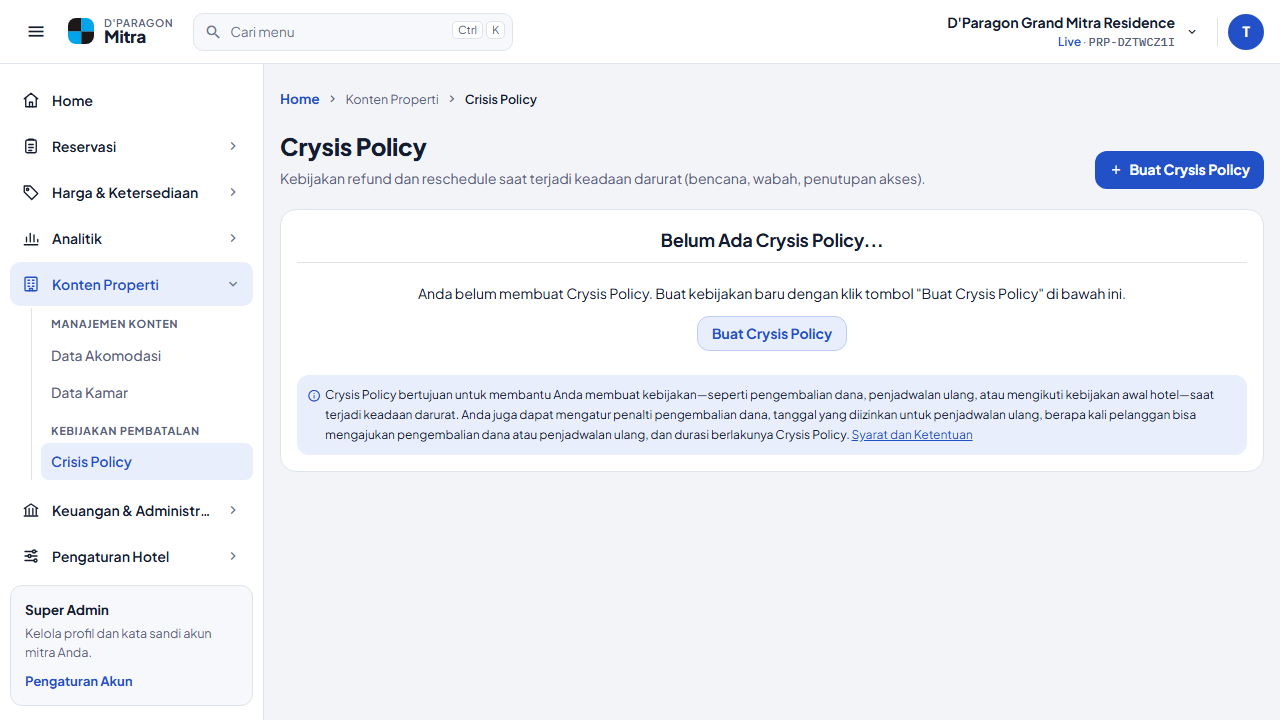 D'PARAGON
Mitra
Cari menu
Ctrl K
D'Paragon Grand Mitra Residence
Live · PRP-DZTWCZ1I
T
Home
Reservasi
Harga & Ketersediaan
Analitik
Konten Properti
MANAJEMEN KONTEN
Data Akomodasi
Data Kamar
KEBIJAKAN PEMBATALAN
Crisis Policy
Keuangan & Administr...
Pengaturan Hotel
Super Admin
Kelola profil dan kata sandi akun
mitra Anda.
Pengaturan Akun
Home > Konten Properti > Crisis Policy
Crysis Policy
Kebijakan refund dan reschedule saat terjadi keadaan darurat (bencana, wabah, penutupan akses).
+ Buat Crysis Policy
Belum Ada Crysis Policy...
Anda belum membuat Crysis Policy. Buat kebijakan baru dengan klik tombol "Buat Crysis Policy" di bawah ini.
Buat Crysis Policy
Crysis Policy bertujuan untuk membantu Anda membuat kebijakan—seperti pengembalian dana, penjadwalan ulang, atau mengikuti kebijakan awal hotel—saat
terjadi keadaan darurat. Anda juga dapat mengatur penalti pengembalian dana, tanggal yang diizinkan untuk penjadwalan ulang, berapa kali pelanggan bisa
mengajukan pengembalian dana atau penjadwalan ulang, dan durasi berlakunya Crysis Policy. Syarat dan Ketentuan